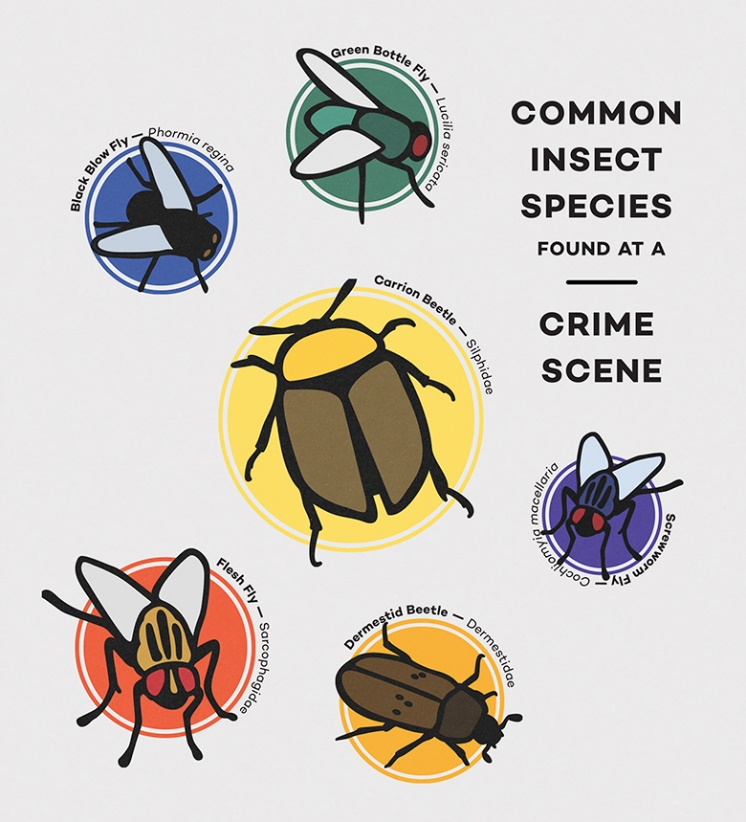 COMMON
INSECT
SPECIES
FOUND AT A
CRIME
SCENE
Green Bottle Fly — Lucilia sericata
Black Blow Fly — Phormia regina
Carrion Beetle — Silphidae
Screwworm Fly — Cochliomyia macellaria
Flesh Fly — Sarcophagidae
Dermestid Beetle — Dermestidae